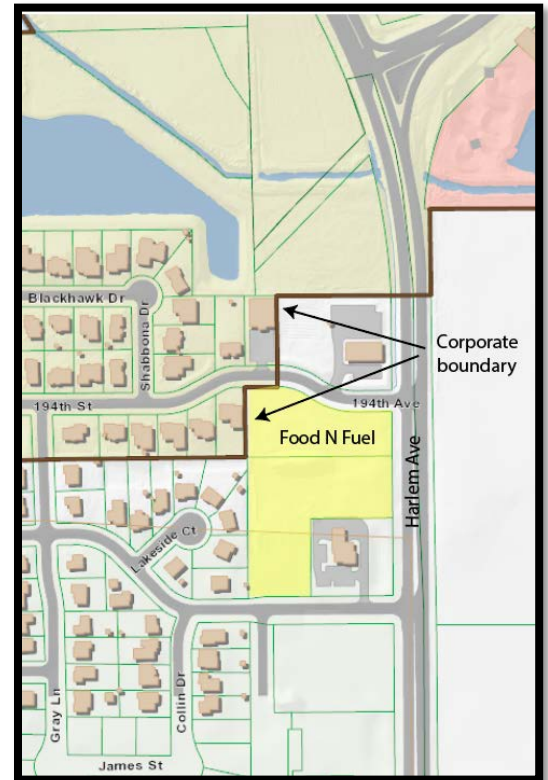 Blackhawk Dr
Shabbona Dr
Corporate
boundary
194th St
194th Ave
Food N Fuel
Harlem Ave
Lakeside Ct
Gray Ln
Collin Dr
James St